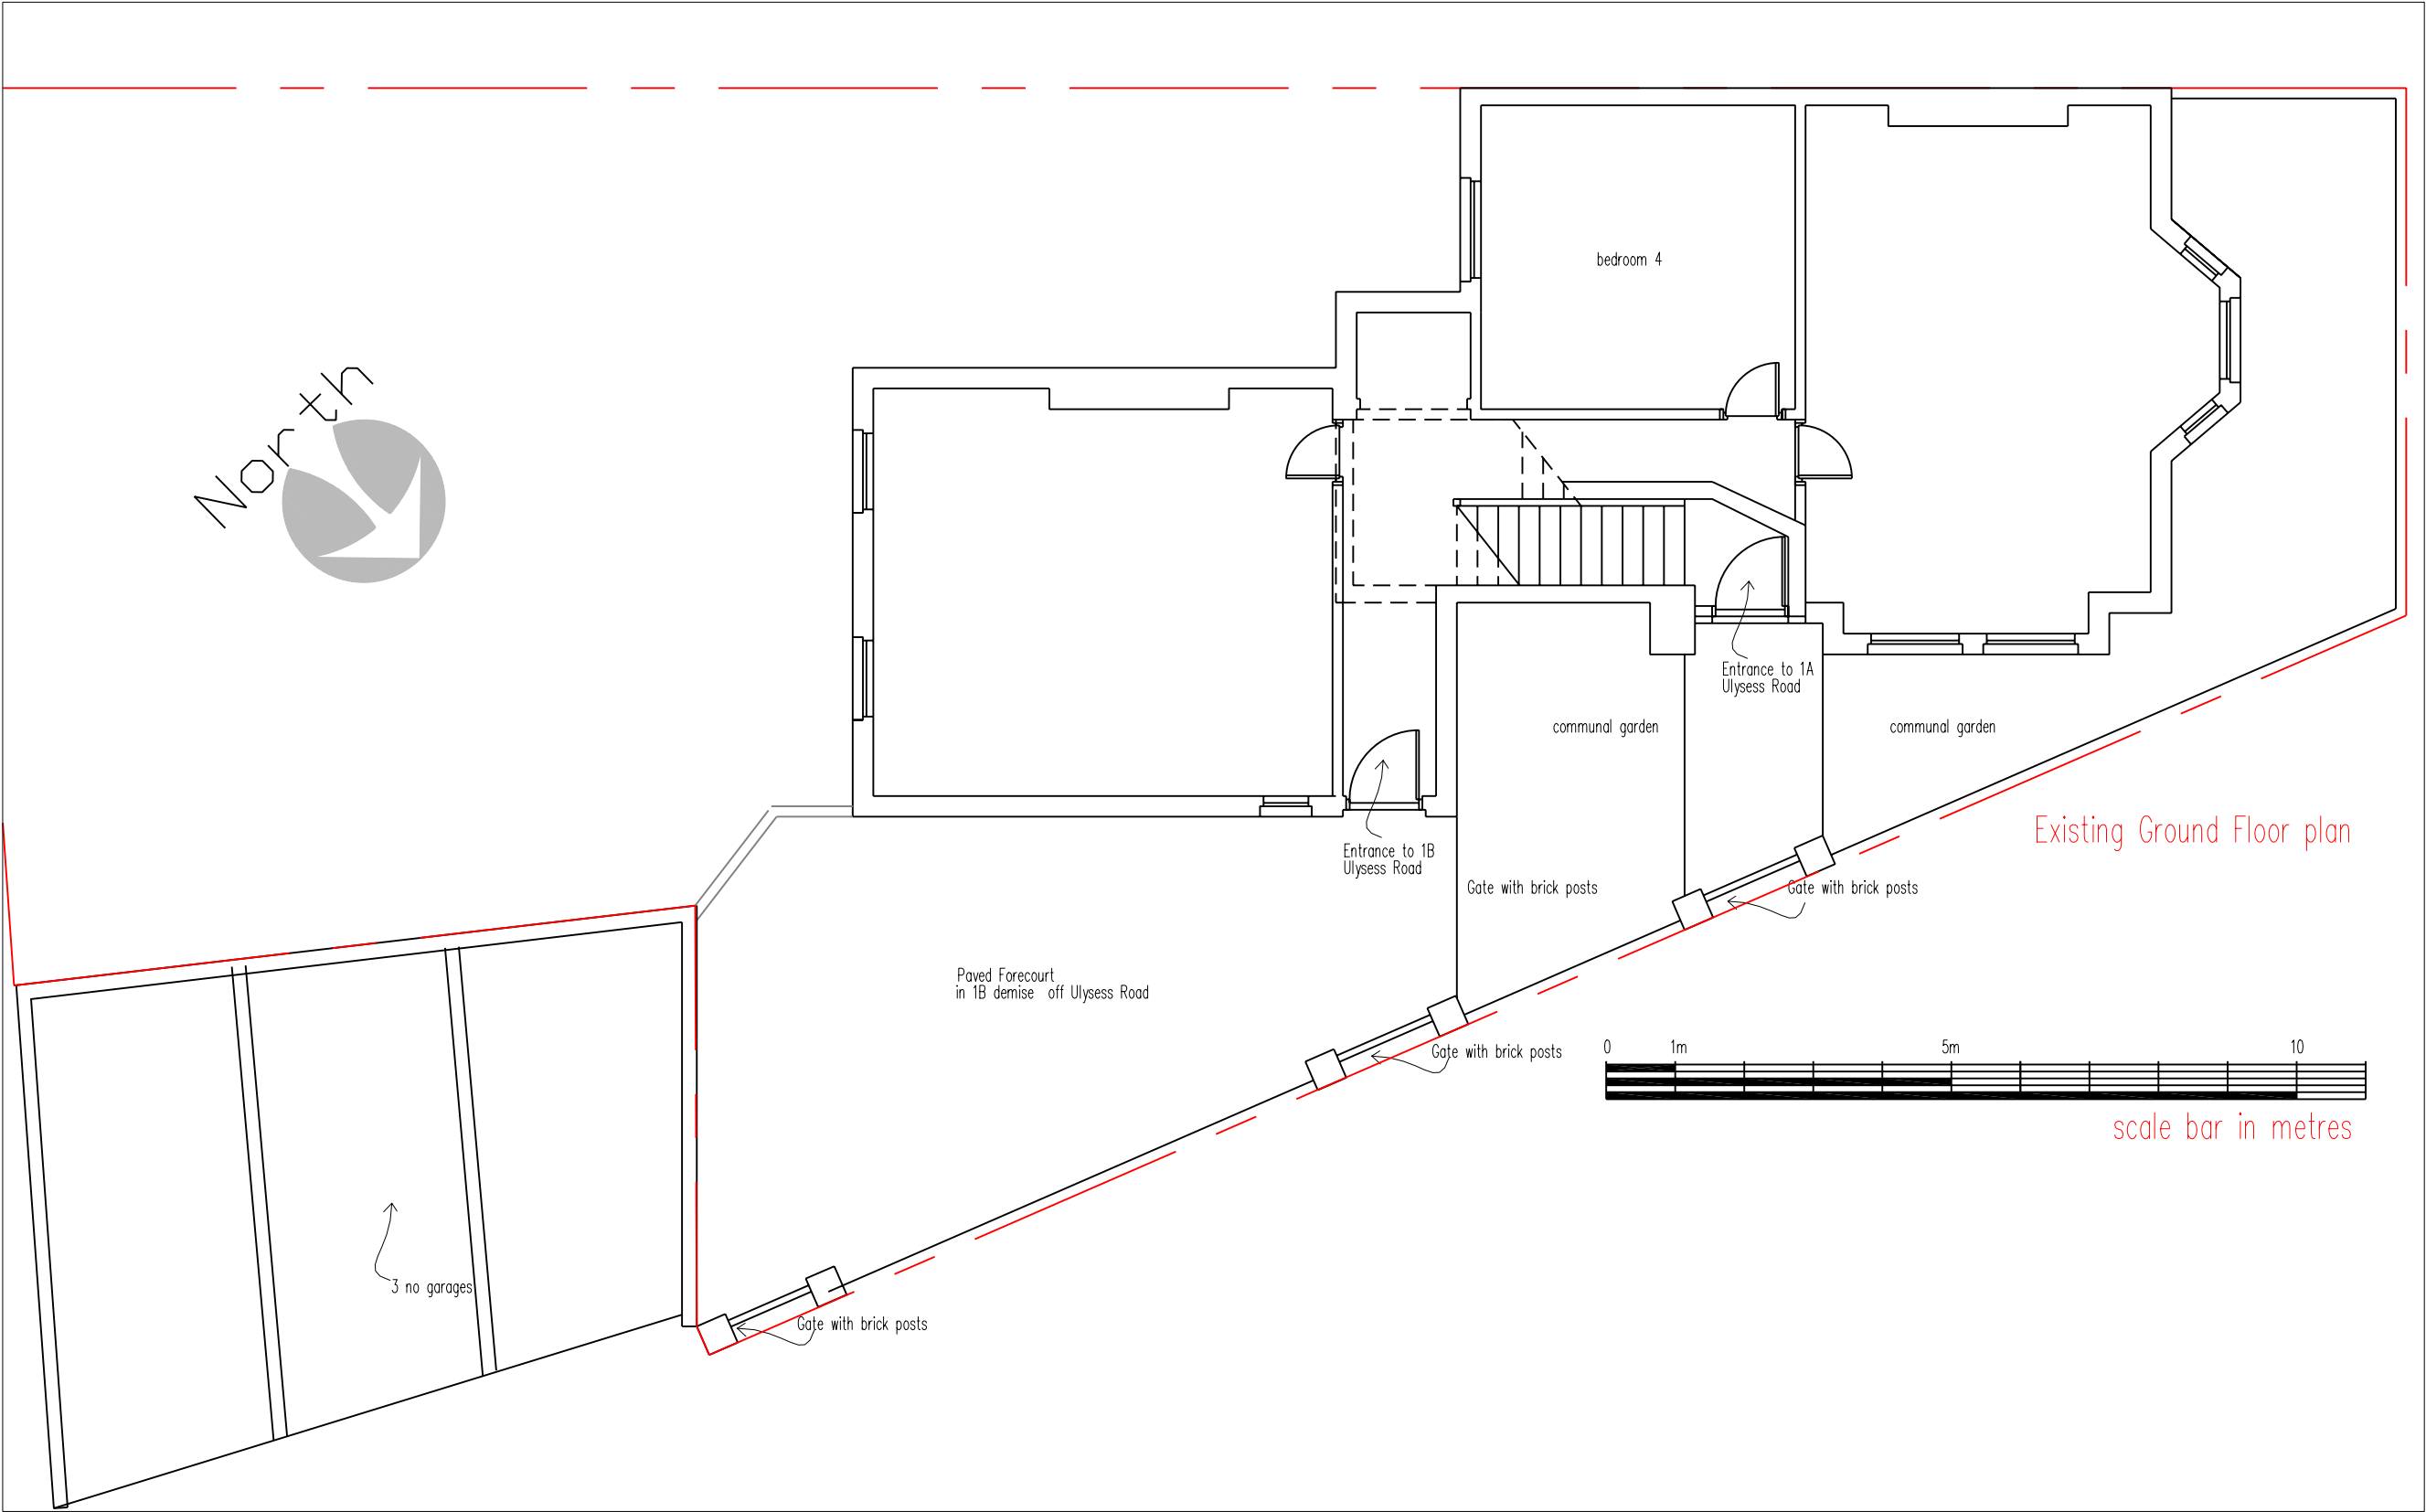 North
bedroom 4
Entrance to 1A
Ulysess Road
communal garden
communal garden
Existing Ground Floor plan
Entrance to 1B
Ulysess Road
Gate with brick posts
Gate with brick posts
Paved Forecourt
in 1B demise off Ulysess Road
Gate with brick posts
0 1m 5m 10
scale bar in metres
3 no garages
Gate with brick posts